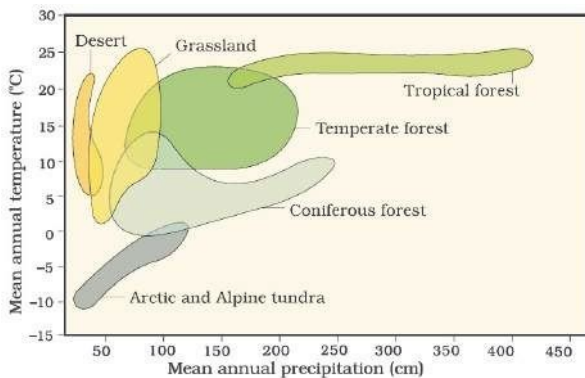 30
25
20
15
10
5
0
−5
−10
−15
Mean annual temperature (°C)
Desert
Grassland
Tropical forest
Temperate forest
Coniferous forest
Arctic and Alpine tundra
50 100 150 200 250 300 350 400 450
Mean annual precipitation (cm)